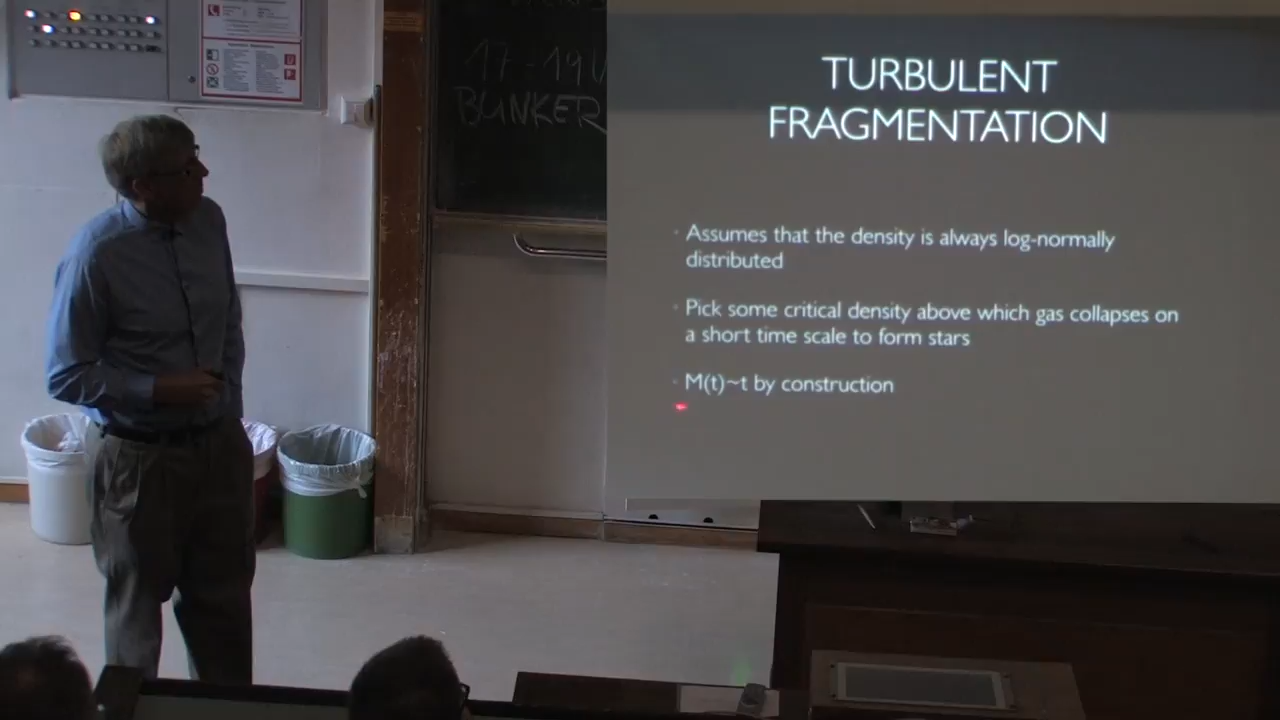 17-19
BUNKER
TURBULENT
FRAGMENTATION
Assumes that the density is always log-normally
distributed
Pick some critical density above which gas collapses on
a short time scale to form stars
M(t)~t by construction